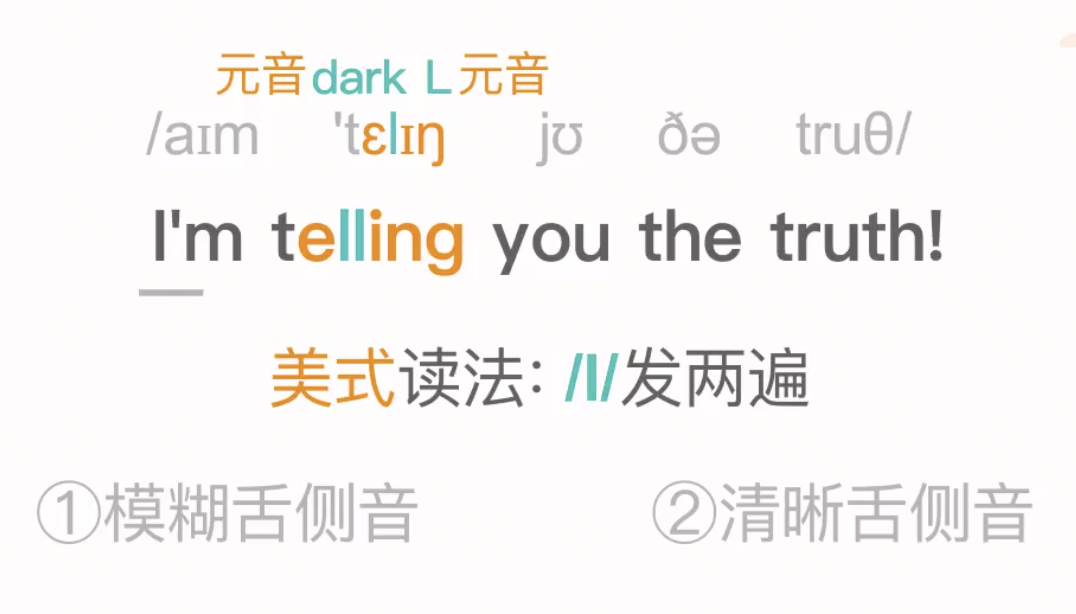 元音dark L元音
/aɪm 'tɛlɪŋ jʊ ðə truθ/
I'm telling you the truth!
美式读法: /l/发两遍
①模糊舌侧音 ②清晰舌侧音